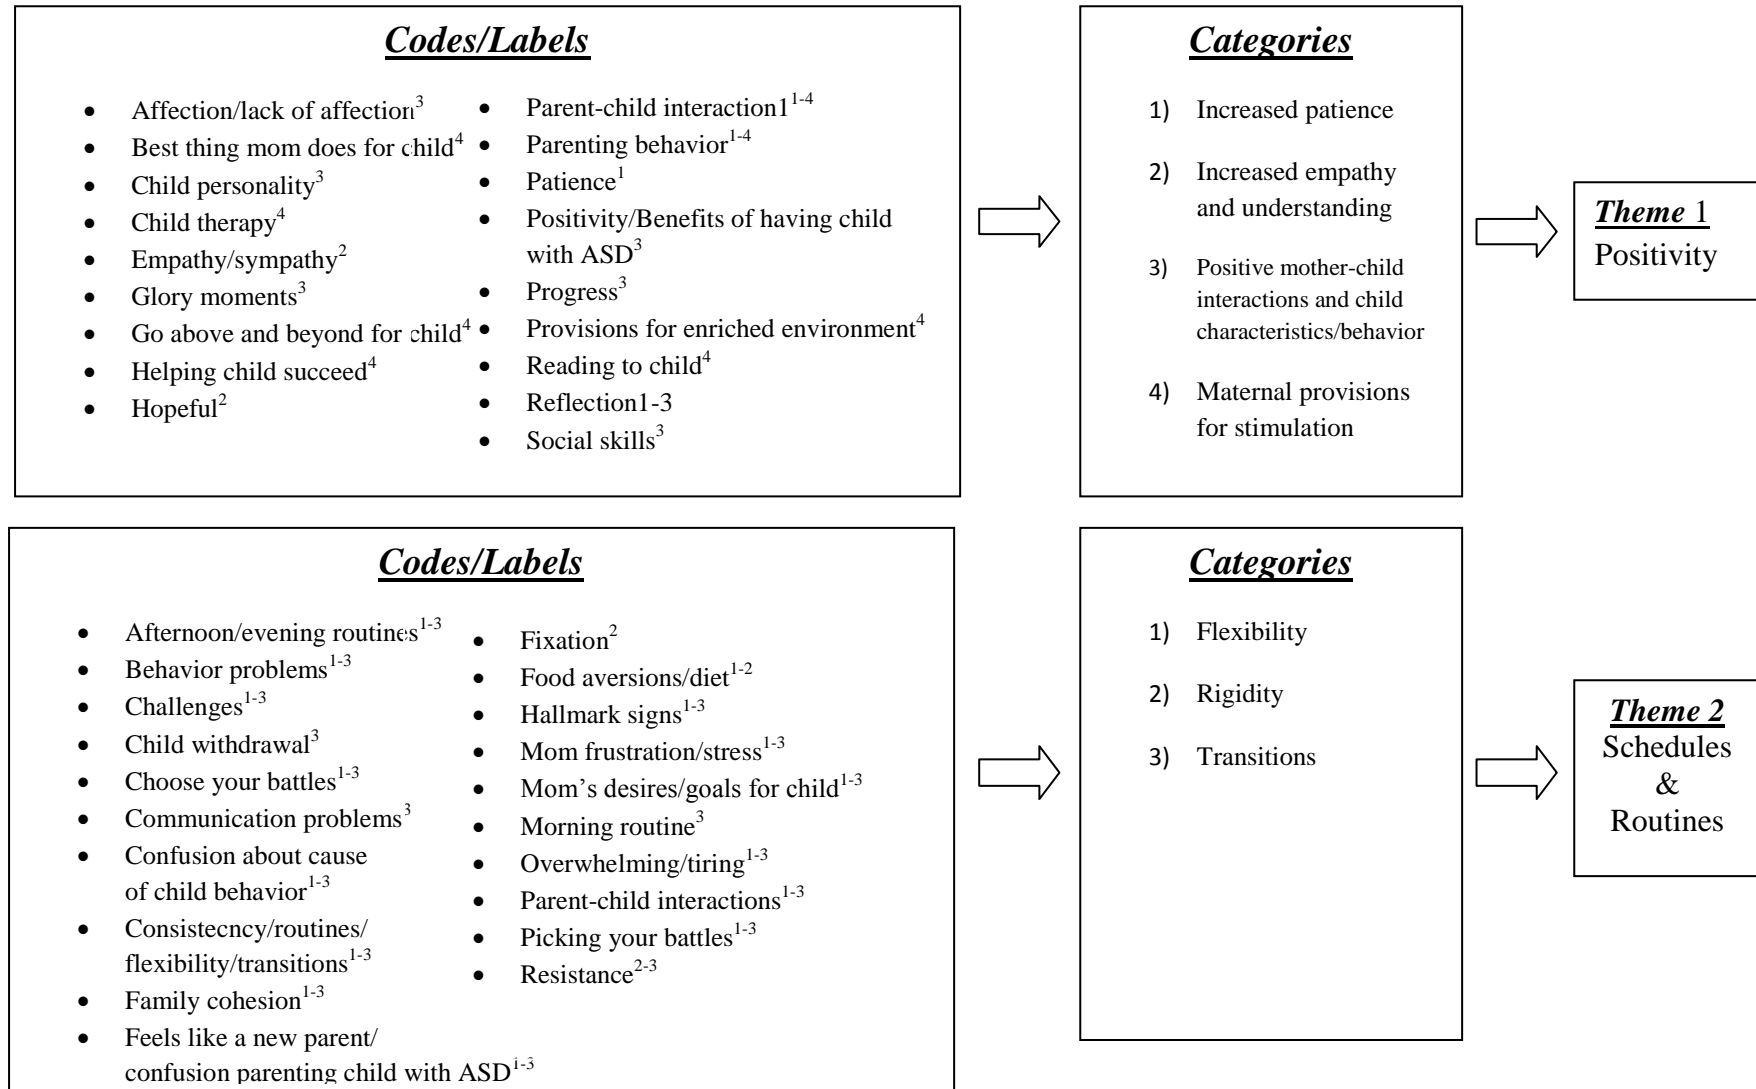 Codes/Labels
• Affection/lack of affection³
• Best thing mom does for child⁴
• Child personality³
• Child therapy⁴
• Empathy/sympathy²
• Glory moments³
• Go above and beyond for child⁴
• Helping child succeed⁴
• Hopeful²
• Parent-child interaction1¹⁻⁴
• Parenting behavior¹⁻⁴
• Patience¹
• Positivity/Benefits of having child
with ASD³
• Progress³
• Provisions for enriched environment⁴
• Reading to child⁴
• Reflection1-3
• Social skills³
Categories
1) Increased patience
2) Increased empathy
and understanding
3) Positive mother-child
interactions and child
characteristics/behavior
4) Maternal provisions
for stimulation
Theme 1
Positivity
Codes/Labels
• Afternoon/evening routines¹⁻³
• Behavior problems¹⁻³
• Challenges¹⁻³
• Child withdrawal³
• Choose your battles¹⁻³
• Communication problems³
• Confusion about cause
of child behavior¹⁻³
• Consistecncy/routines/
flexibility/transitions¹⁻³
• Family cohesion¹⁻³
• Feels like a new parent/
confusion parenting child with ASD¹⁻³
• Fixation²
• Food aversions/diet¹⁻²
• Hallmark signs¹⁻³
• Mom frustration/stress¹⁻³
• Mom’s desires/goals for child¹⁻³
• Morning routine³
• Overwhelming/tiring¹⁻³
• Parent-child interactions¹⁻³
• Picking your battles¹⁻³
• Resistance²⁻³
Categories
1) Flexibility
2) Rigidity
3) Transitions
Theme 2
Schedules
&
Routines